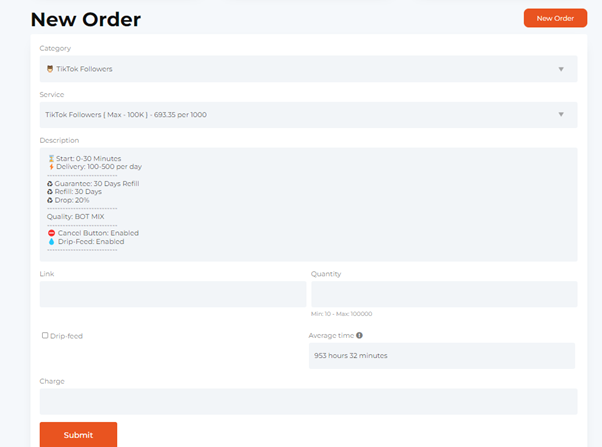 New Order
New Order
Category
TikTok Followers
Service
TikTok Followers ( Max - 100K ) - 693.35 per 1000
Description
⏳ Start: 0-30 Minutes
⚡ Delivery: 100-500 per day
----------------------------
♻ Guarantee: 30 Days Refill
♻ Refill: 30 Days
♻ Drop: 20%
----------------------------
Quality: BOT MIX
----------------------------
⛔ Cancel Button: Enabled
💧 Drip-Feed: Enabled
----------------------------
Link
Quantity
Min: 10 - Max: 100000
Drip-feed
Average time
953 hours 32 minutes
Charge
Submit